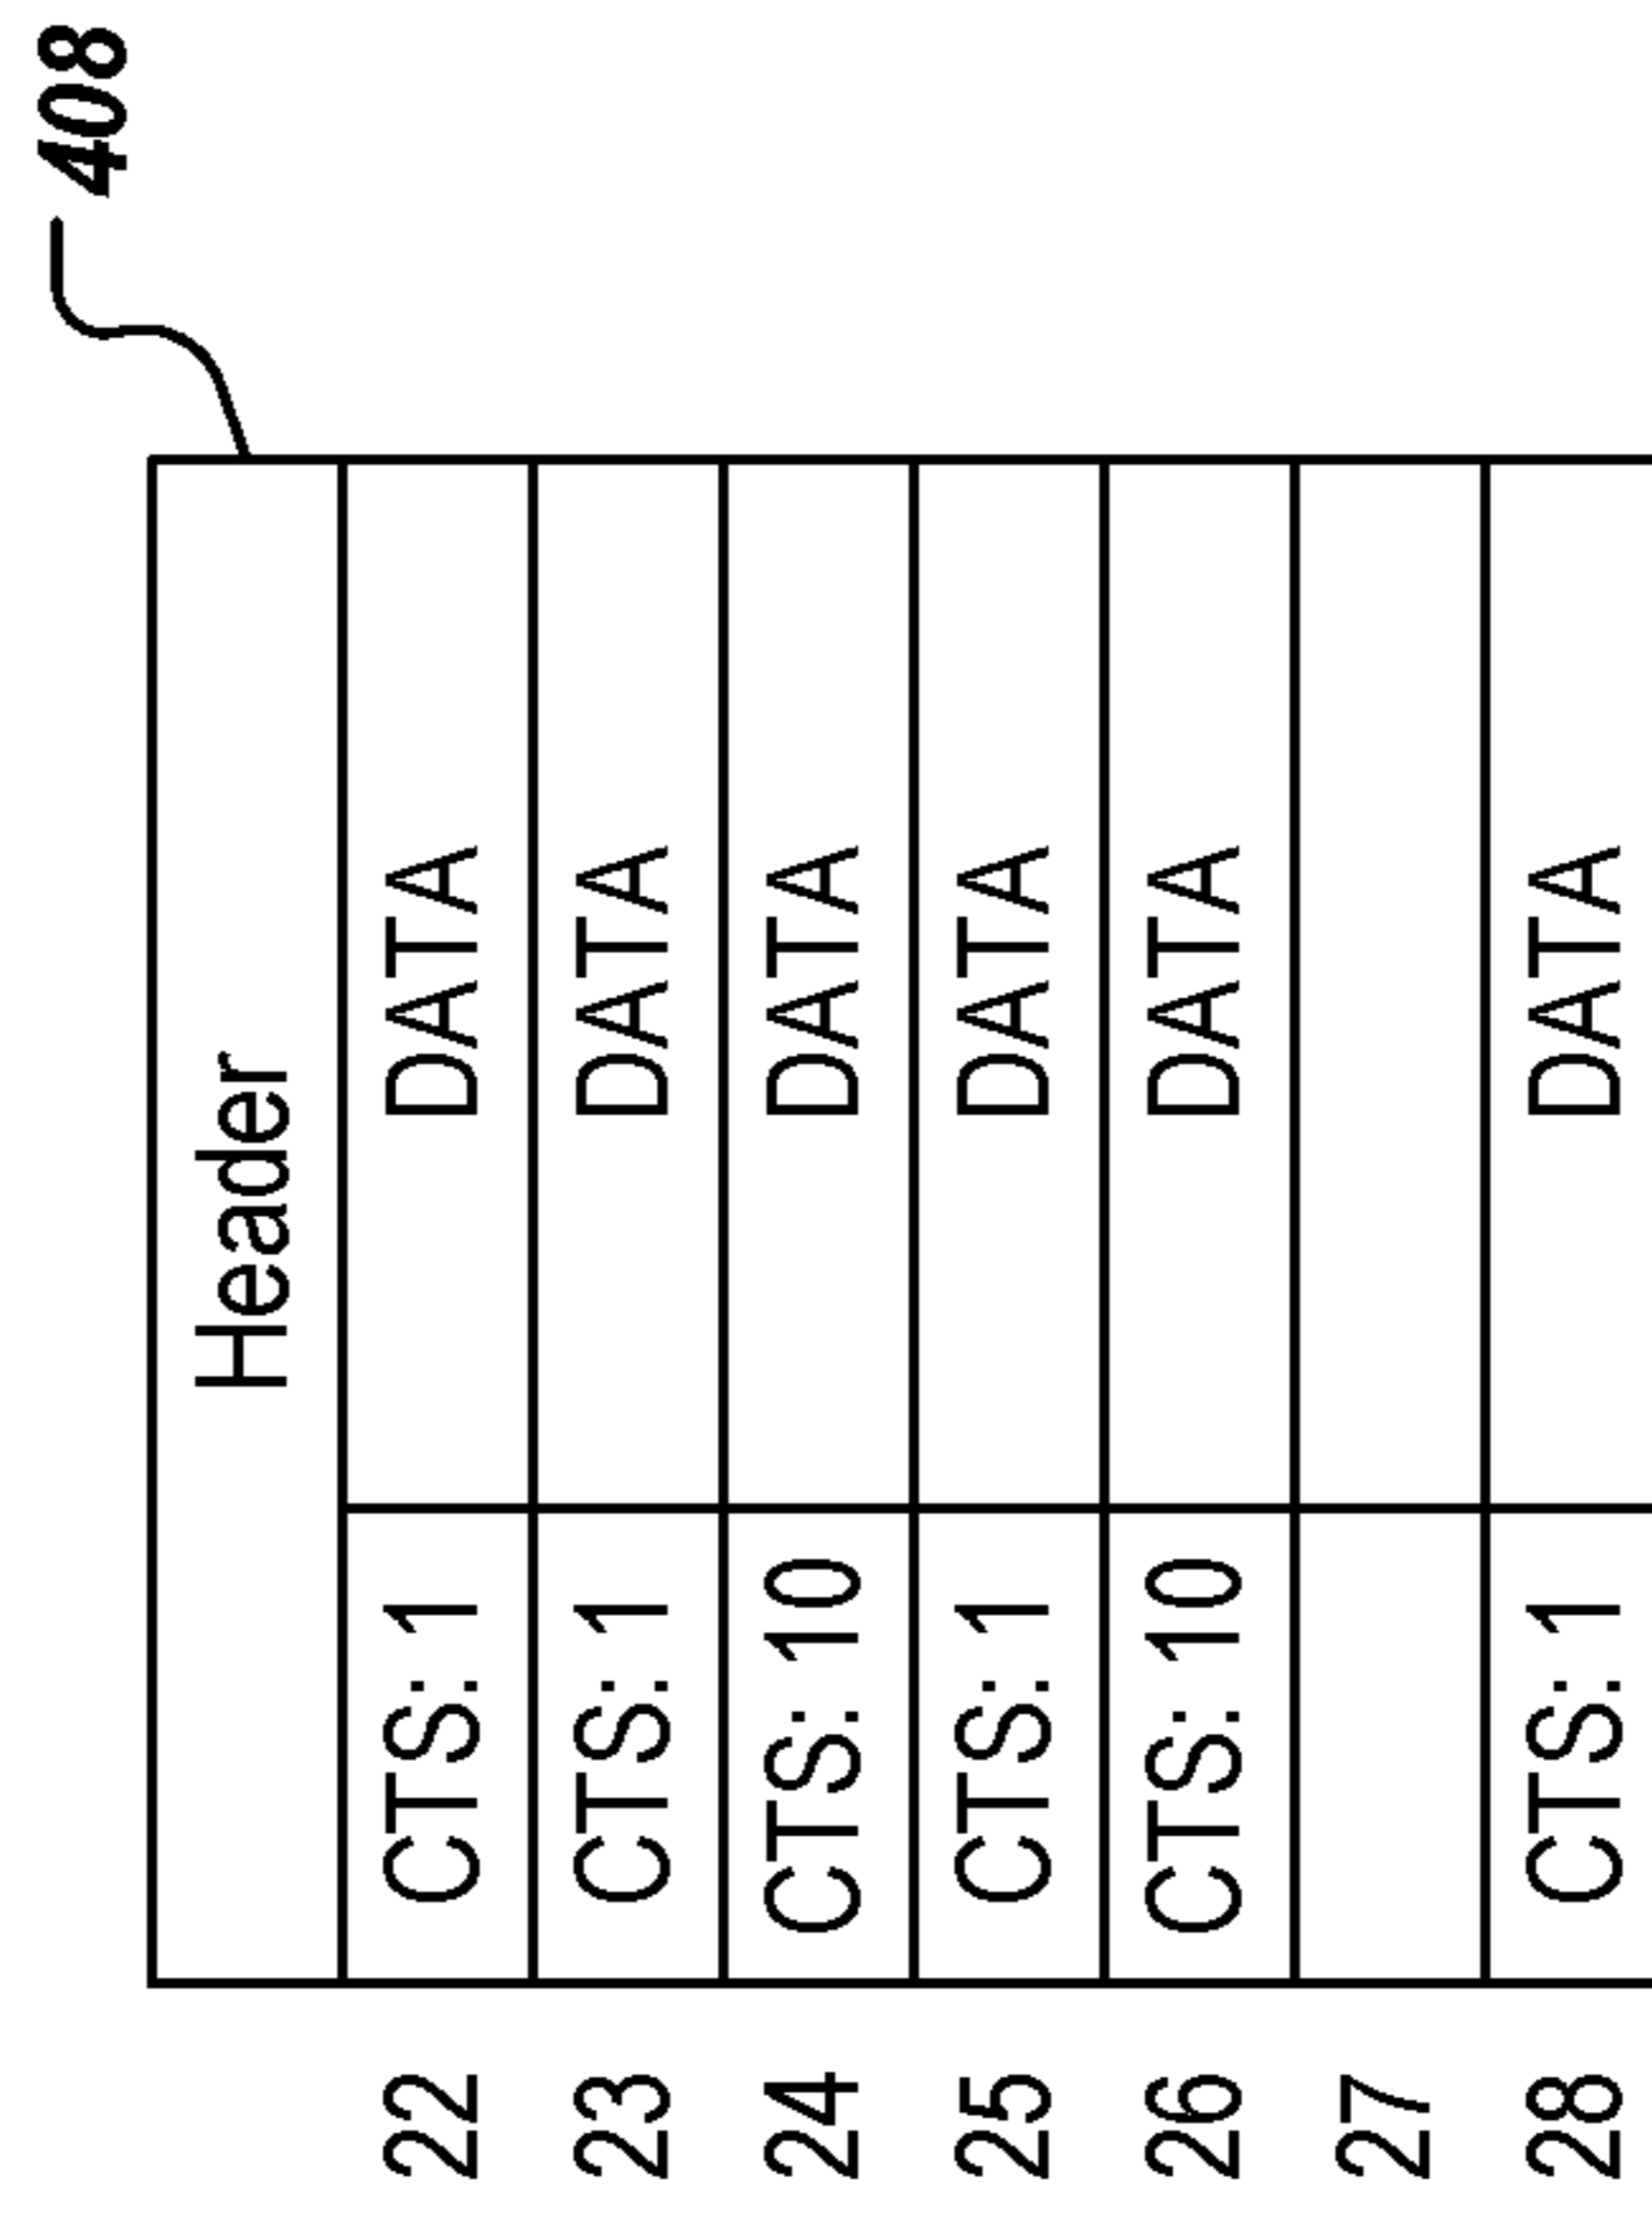 408
Header
22 CTS: 1 DATA
23 CTS: 1 DATA
24 CTS: 10 DATA
25 CTS: 1 DATA
26 CTS: 10 DATA
27
28 CTS: 1 DATA